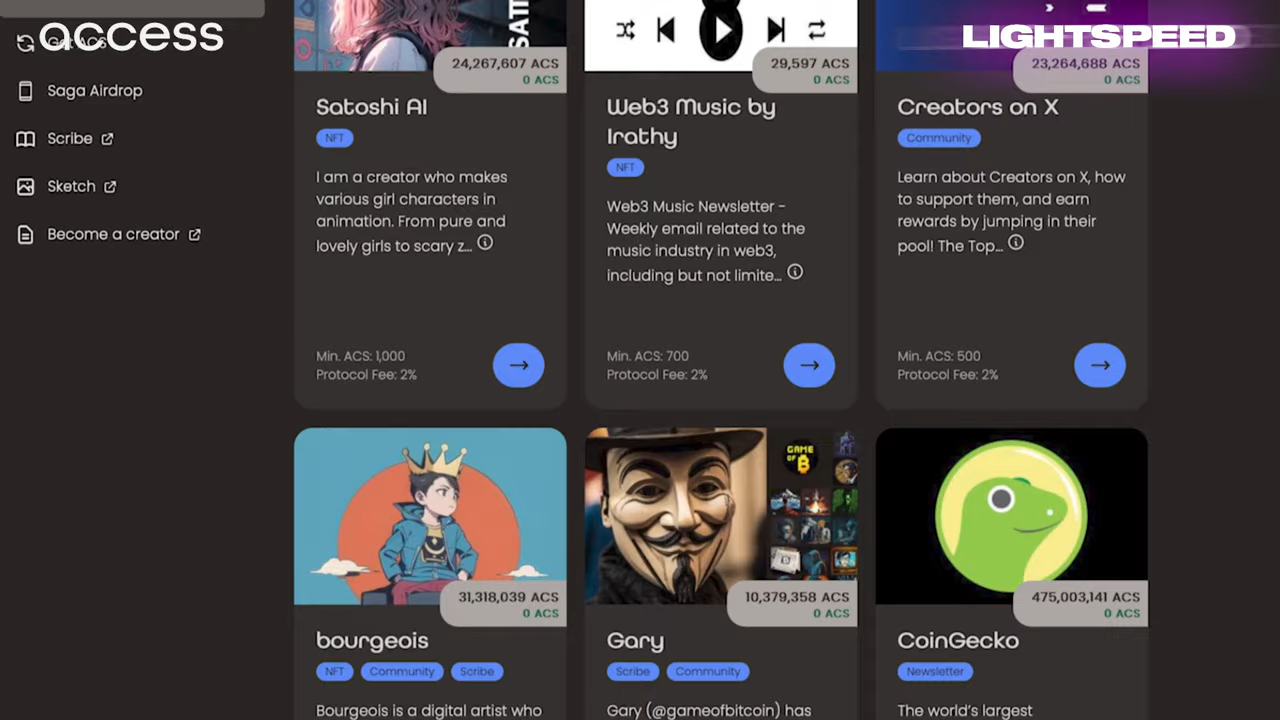 access
LIGHTSPEED
Get ACS
Saga Airdrop
Scribe
Sketch
Become a creator
24,267,607 ACS
0 ACS
Satoshi AI
NFT
I am a creator who makes
various girl characters in
animation. From pure and
lovely girls to scary z...
Min. ACS: 1,000
Protocol Fee: 2%
29,597 ACS
0 ACS
Web3 Music by
Irathy
NFT
Web3 Music Newsletter -
Weekly email related to the
music industry in web3,
including but not limite...
Min. ACS: 700
Protocol Fee: 2%
23,264,688 ACS
0 ACS
Creators on X
Community
Learn about Creators on X, how
to support them, and earn
rewards by jumping in their
pool! The Top...
Min. ACS: 500
Protocol Fee: 2%
31,318,039 ACS
0 ACS
bourgeois
NFT Community Scribe
Bourgeois is a digital artist who
GAME
OF
B
10,379,358 ACS
0 ACS
Gary
Scribe Community
Gary (@gameofbitcoin) has
475,003,141 ACS
0 ACS
CoinGecko
Newsletter
The world's largest